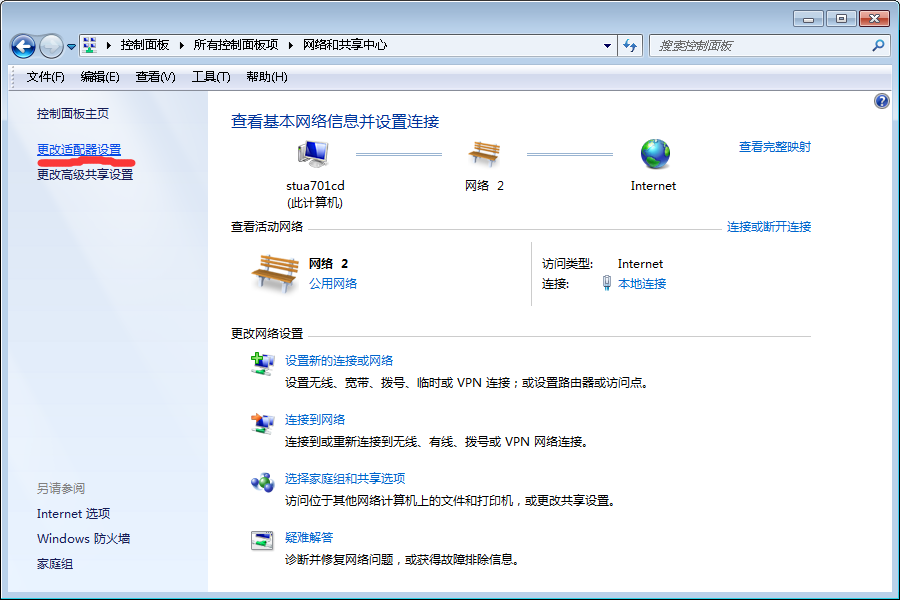 控制面板 所有控制面板项 网络和共享中心
搜索控制面板
文件(F) 编辑(E) 查看(V) 工具(T) 帮助(H)
控制面板主页
更改适配器设置
更改高级共享设置
查看基本网络信息并设置连接
查看完整映射
stua701cd
(此计算机)
网络 2
Internet
查看活动网络
连接或断开连接
网络 2
公用网络
访问类型: Internet
连接: 本地连接
更改网络设置
设置新的连接或网络
设置无线、宽带、拨号、临时或 VPN 连接；或设置路由器或访问点。
连接到网络
连接到或重新连接到无线、有线、拨号或 VPN 网络连接。
选择家庭组和共享选项
访问位于其他网络计算机上的文件和打印机，或更改共享设置。
疑难解答
诊断并修复网络问题，或获得故障排除信息。
另请参阅
Internet 选项
Windows 防火墙
家庭组